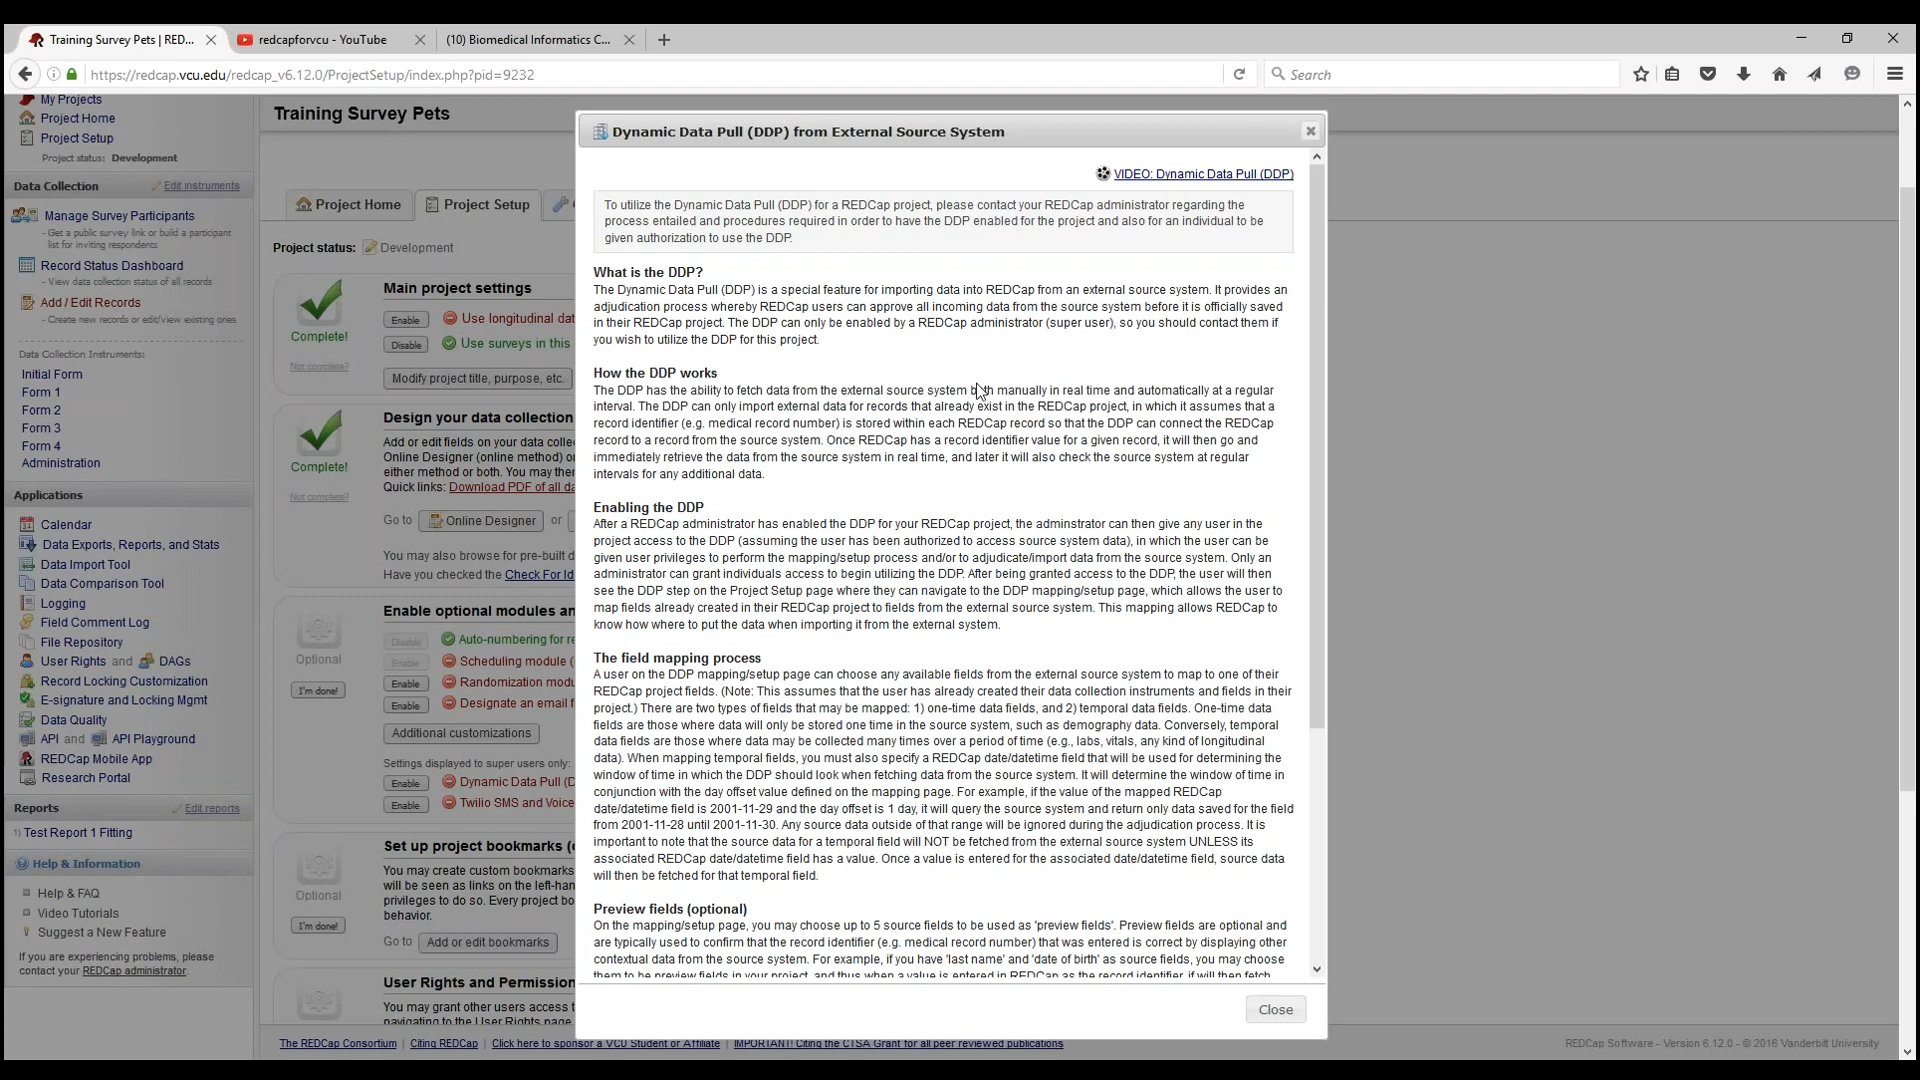 Training Survey Pets | RED...
redcapforvcu - YouTube
(10) Biomedical Informatics C...
https://redcap.vcu.edu/redcap_v6.12.0/ProjectSetup/index.php?pid=9232
Search
My Projects
Project Home
Project Setup
Project status: Development
Data Collection
Edit instruments
Manage Survey Participants
- Get a public survey link or build a participant
list for inviting respondents
Record Status Dashboard
- View data collection status of all records
Add / Edit Records
- Create new records or edit/view existing ones
Data Collection Instruments:
Initial Form
Form 1
Form 2
Form 3
Form 4
Administration
Applications
Calendar
Data Exports, Reports, and Stats
Data Import Tool
Data Comparison Tool
Logging
Field Comment Log
File Repository
User Rights and DAGs
Record Locking Customization
E-signature and Locking Mgmt
Data Quality
API and API Playground
REDCap Mobile App
Research Portal
Reports
Edit reports
1) Test Report 1 Fitting
Help & Information
Help & FAQ
Video Tutorials
Suggest a New Feature
If you are experiencing problems, please
contact your REDCap administrator.
Training Survey Pets
Project Home
Project Setup
Project status: Development
Complete!
Not complete?
Main project settings
Enable
Use longitudinal dat
Disable
Use surveys in this
Modify project title, purpose, etc.
Complete!
Not complete?
Design your data collection
Add or edit fields on your data colle
Online Designer (online method) or
either method or both. You may then
Quick links: Download PDF of all da
Go to Online Designer or
You may also browse for pre-built d
Have you checked the Check For Id
Optional
I'm done!
Enable optional modules an
Disable
Auto-numbering for re
Enable
Scheduling module (
Enable
Randomization modu
Enable
Designate an email f
Additional customizations
Settings displayed to super users only:
Enable
Dynamic Data Pull (D
Enable
Twilio SMS and Voice
Optional
I'm done!
Set up project bookmarks (
You may create custom bookmarks
will be seen as links on the left-han
privileges to do so. Every project bo
behavior.
Go to Add or edit bookmarks
User Rights and Permission
You may grant other users access t
navigating to the User Rights page
Dynamic Data Pull (DDP) from External Source System
VIDEO: Dynamic Data Pull (DDP)
To utilize the Dynamic Data Pull (DDP) for a REDCap project, please contact your REDCap administrator regarding the
process entailed and procedures required in order to have the DDP enabled for the project and also for an individual to be
given authorization to use the DDP.
What is the DDP?
The Dynamic Data Pull (DDP) is a special feature for importing data into REDCap from an external source system. It provides an
adjudication process whereby REDCap users can approve all incoming data from the source system before it is officially saved
in their REDCap project. The DDP can only be enabled by a REDCap administrator (super user), so you should contact them if
you wish to utilize the DDP for this project.
How the DDP works
The DDP has the ability to fetch data from the external source system both manually in real time and automatically at a regular
interval. The DDP can only import external data for records that already exist in the REDCap project, in which it assumes that a
record identifier (e.g. medical record number) is stored within each REDCap record so that the DDP can connect the REDCap
record to a record from the source system. Once REDCap has a record identifier value for a given record, it will then go and
immediately retrieve the data from the source system in real time, and later it will also check the source system at regular
intervals for any additional data.
Enabling the DDP
After a REDCap administrator has enabled the DDP for your REDCap project, the adminstrator can then give any user in the
project access to the DDP (assuming the user has been authorized to access source system data), in which the user can be
given user privileges to perform the mapping/setup process and/or to adjudicate/import data from the source system. Only an
administrator can grant individuals access to begin utilizing the DDP. After being granted access to the DDP, the user will then
see the DDP step on the Project Setup page where they can navigate to the DDP mapping/setup page, which allows the user to
map fields already created in their REDCap project to fields from the external source system. This mapping allows REDCap to
know how where to put the data when importing it from the external system.
The field mapping process
A user on the DDP mapping/setup page can choose any available fields from the external source system to map to one of their
REDCap project fields. (Note: This assumes that the user has already created their data collection instruments and fields in their
project.) There are two types of fields that may be mapped: 1) one-time data fields, and 2) temporal data fields. One-time data
fields are those where data will only be stored one time in the source system, such as demography data. Conversely, temporal
data fields are those where data may be collected many times over a period of time (e.g., labs, vitals, any kind of longitudinal
data). When mapping temporal fields, you must also specify a REDCap date/datetime field that will be used for determining the
window of time in which the DDP should look when fetching data from the source system. It will determine the window of time in
conjunction with the day offset value defined on the mapping page. For example, if the value of the mapped REDCap
date/datetime field is 2001-11-29 and the day offset is 1 day, it will query the source system and return only data saved for the field
from 2001-11-28 until 2001-11-30. Any source data outside of that range will be ignored during the adjudication process. It is
important to note that the source data for a temporal field will NOT be fetched from the external source system UNLESS its
associated REDCap date/datetime field has a value. Once a value is entered for the associated date/datetime field, source data
will then be fetched for that temporal field.
Preview fields (optional)
On the mapping/setup page, you may choose up to 5 source fields to be used as 'preview fields'. Preview fields are optional and
are typically used to confirm that the record identifier (e.g. medical record number) that was entered is correct by displaying other
contextual data from the source system. For example, if you have 'last name' and 'date of birth' as source fields, you may choose
them to be preview fields in your project, and thus when a value is entered in REDCap as the record identifier, if will then fetch
Close
The REDCap Consortium | Citing REDCap | Click here to sponsor a VCU Student or Affiliate | IMPORTANT! Citing the CTSA Grant for all peer reviewed publications
REDCap Software - Version 6.12.0 - © 2016 Vanderbilt University